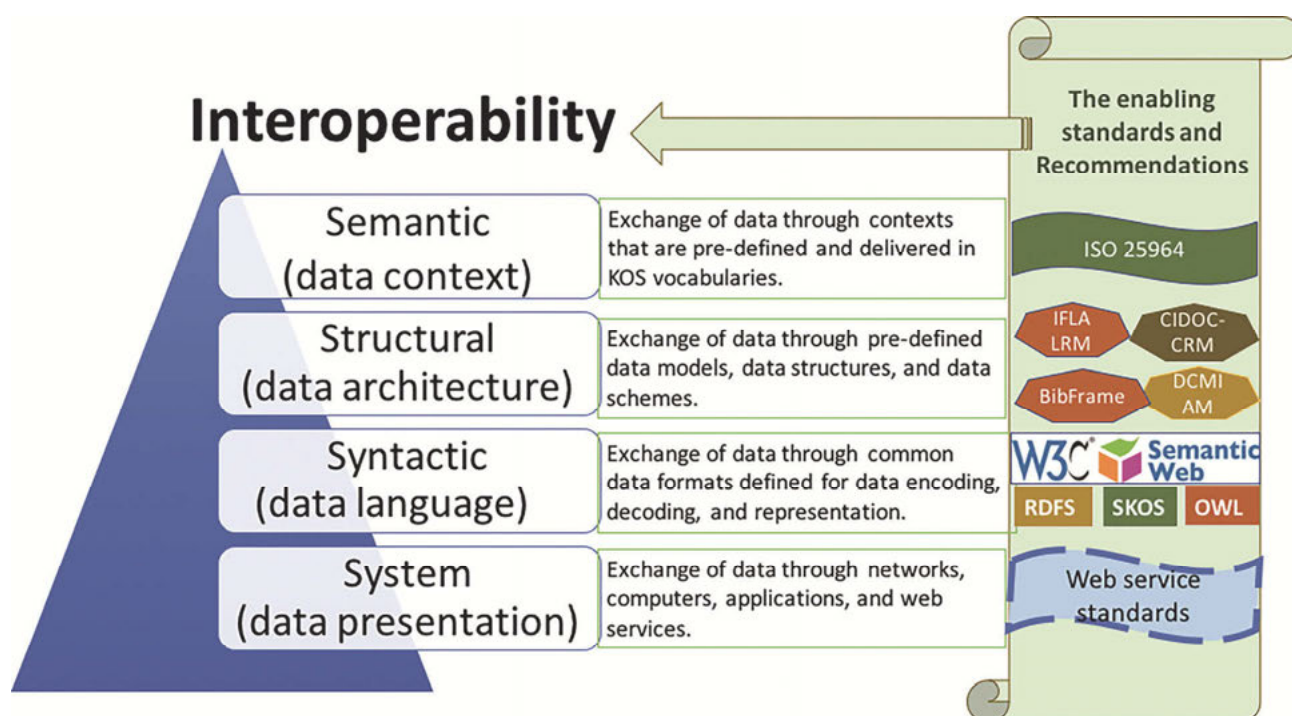 Interoperability
The enabling
standards and
Recommendations
Semantic
(data context)
Exchange of data through contexts
that are pre-defined and delivered in
KOS vocabularies.
ISO 25964
Structural
(data architecture)
Exchange of data through pre-defined
data models, data structures, and data
schemes.
IFLA
LRM
CIDOC-
CRM
BibFrame
DCMI
AM
Syntactic
(data language)
Exchange of data through common
data formats defined for data encoding,
decoding, and representation.
W3C® Semantic
Web
RDFS SKOS OWL
System
(data presentation)
Exchange of data through networks,
computers, applications, and web
services.
Web service
standards